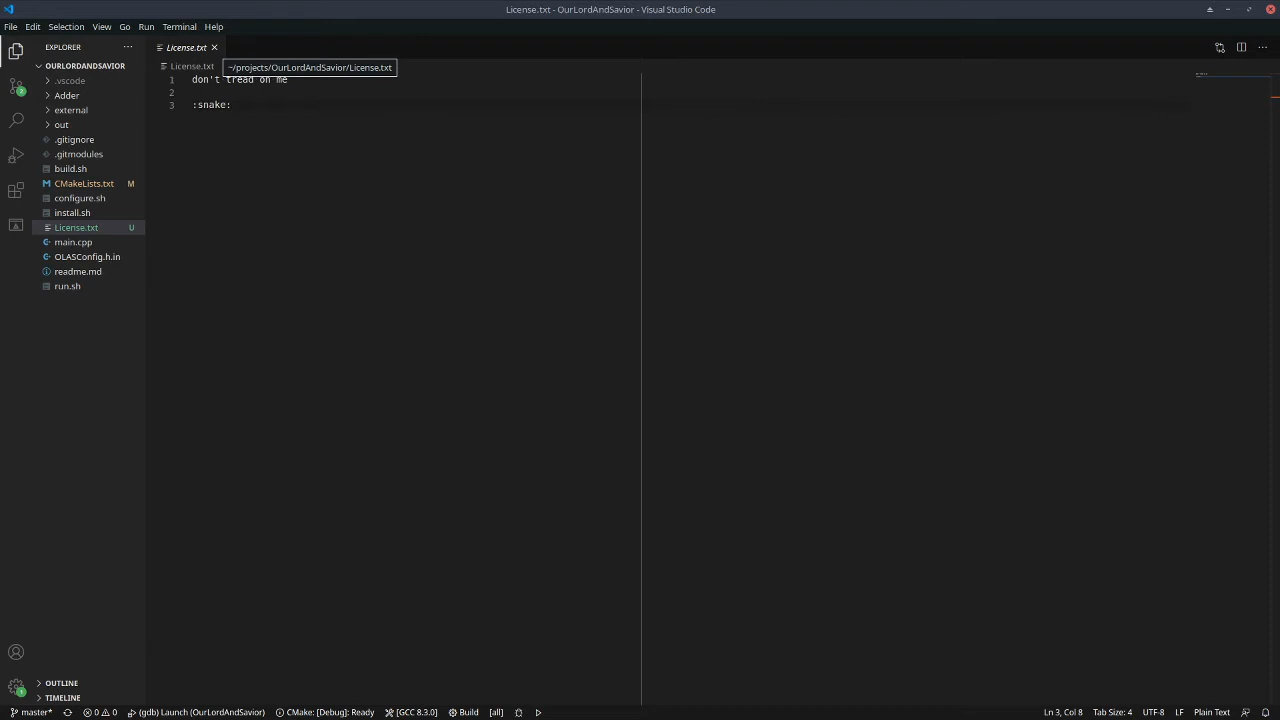 License.txt - OurLordAndSavior - Visual Studio Code
File Edit Selection View Go Run Terminal Help
EXPLORER
OURLORDANDSAVIOR
.vscode
Adder
external
out
.gitignore
.gitmodules
build.sh
CMakeLists.txt M
configure.sh
install.sh
License.txt U
main.cpp
OLASConfig.h.in
readme.md
run.sh
OUTLINE
TIMELINE
2
1
License.txt
License.txt
~/projects/OurLordAndSavior/License.txt
1 don't tread on me
2
3 :snake:
master* 0 0 (gdb) Launch (OurLordAndSavior) CMake: [Debug]: Ready [GCC 8.3.0] Build [all] Ln 3, Col 8 Tab Size: 4 UTF-8 LF Plain Text